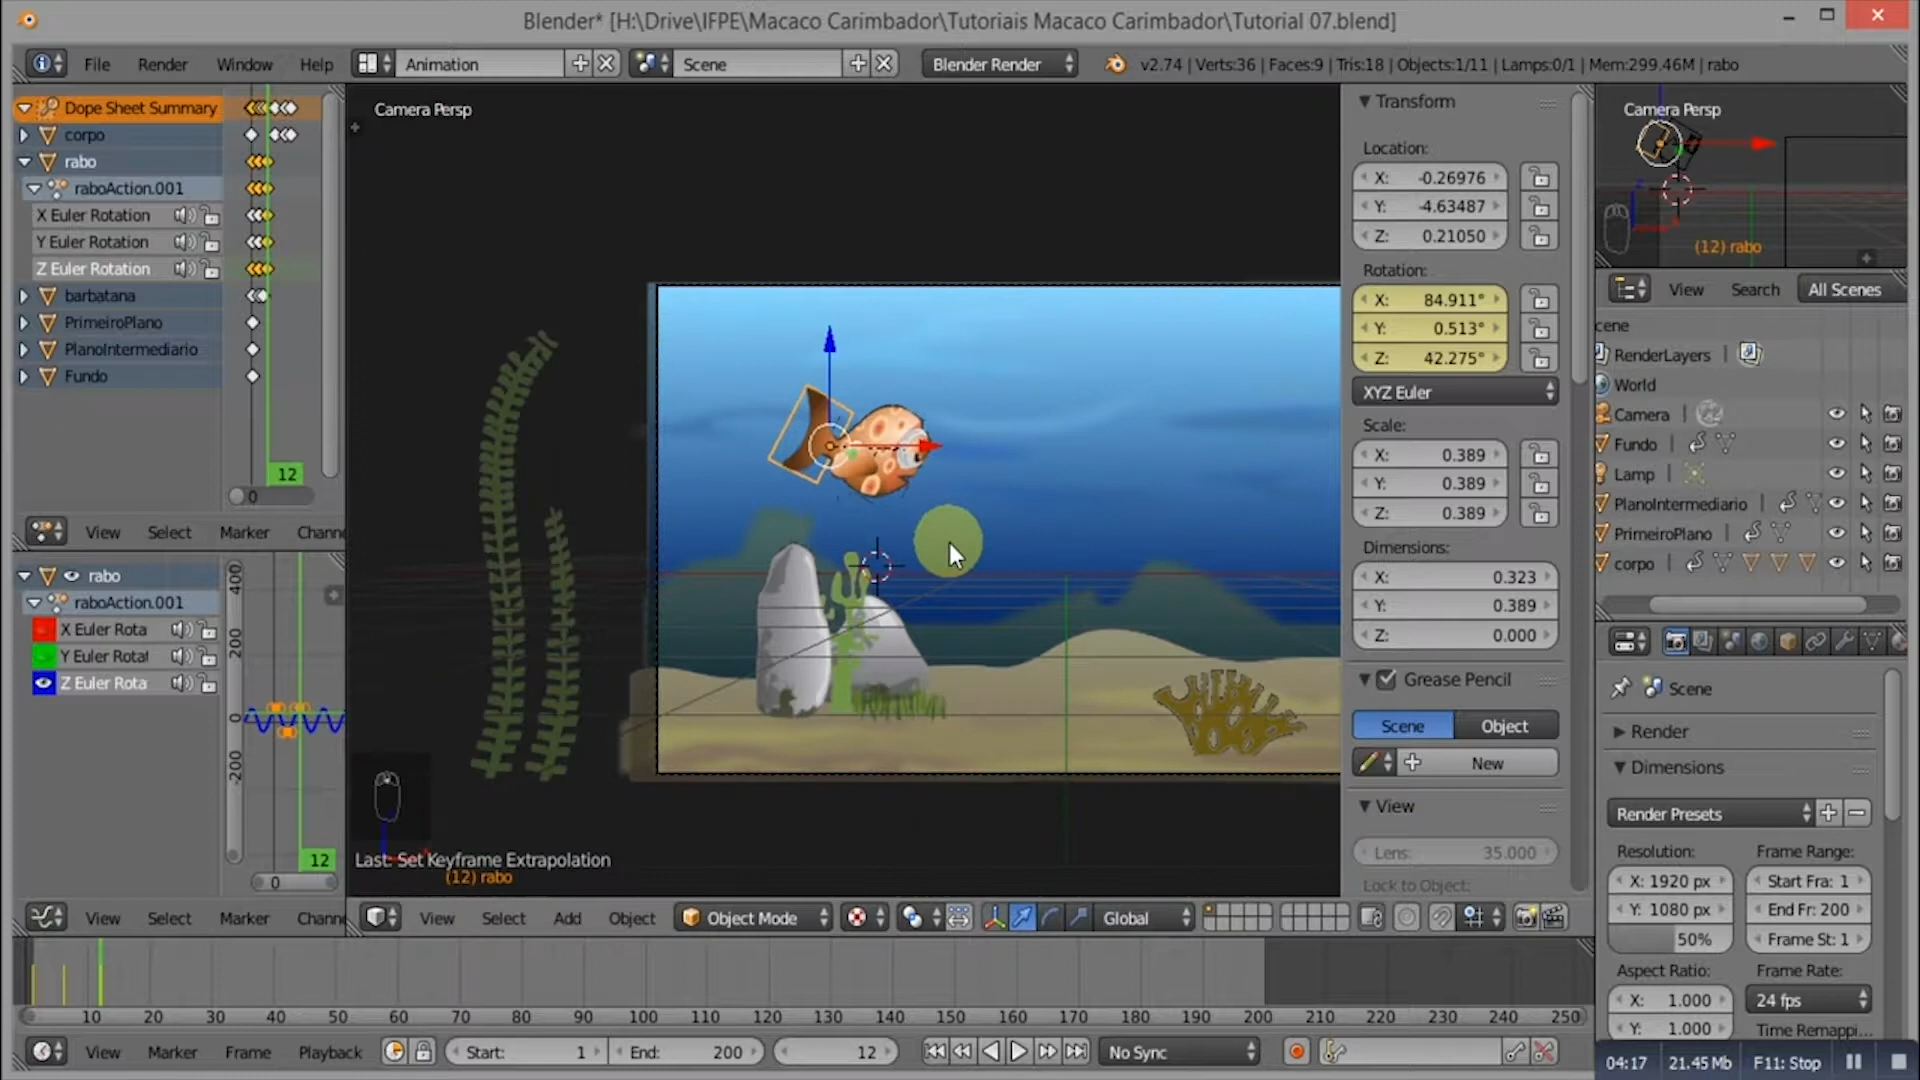 Blender* [H:\Drive\IFPE\Macaco Carimbador\Tutoriais Macaco Carimbador\Tutorial 07.blend]
File Render Window Help Animation Scene Blender Render v2.74 | Verts:36 | Faces:9 | Tris:18 | Objects:1/11 | Lamps:0/1 | Mem:299.46M | rabo
Dope Sheet Summary
corpo
rabo
raboAction.001
X Euler Rotation
Y Euler Rotation
Z Euler Rotation
barbatana
PrimeiroPlano
PlanoIntermediario
Fundo
12
0
View Select Marker Chann
rabo
raboAction.001
X Euler Rota
Y Euler Rotat
Z Euler Rota
400
200
0
-200
12
0
View Select Marker Chann
Camera Persp
Last: Set Keyframe Extrapolation
(12) rabo
View Select Add Object Object Mode Global
Transform
Location:
X: -0.26976
Y: -4.63487
Z: 0.21050
Rotation:
X: 84.911°
Y: 0.513°
Z: 42.275°
XYZ Euler
Scale:
X: 0.389
Y: 0.389
Z: 0.389
Dimensions:
X: 0.323
Y: 0.389
Z: 0.000
Grease Pencil
Scene Object
New
View
Lens: 35.000
Lock to Object:
Camera Persp
(12) rabo
View Search All Scenes
cene
RenderLayers
World
Camera
Fundo
Lamp
PlanoIntermediario
PrimeiroPlano
corpo
Scene
Render
Dimensions
Render Presets
Resolution: Frame Range:
X: 1920 px Start Fra: 1
Y: 1080 px End Fr: 200
50% Frame St: 1
Aspect Ratio: Frame Rate:
X: 1.000 24 fps
Y: 1.000 Time Remappi...
10 20 30 40 50 60 70 80 90 100 110 120 130 140 150 160 170 180 190 200 210 220 230 240 250
View Marker Frame Playback Start: 1 End: 200 12 No Sync
04:17 21.45 Mb F11: Stop